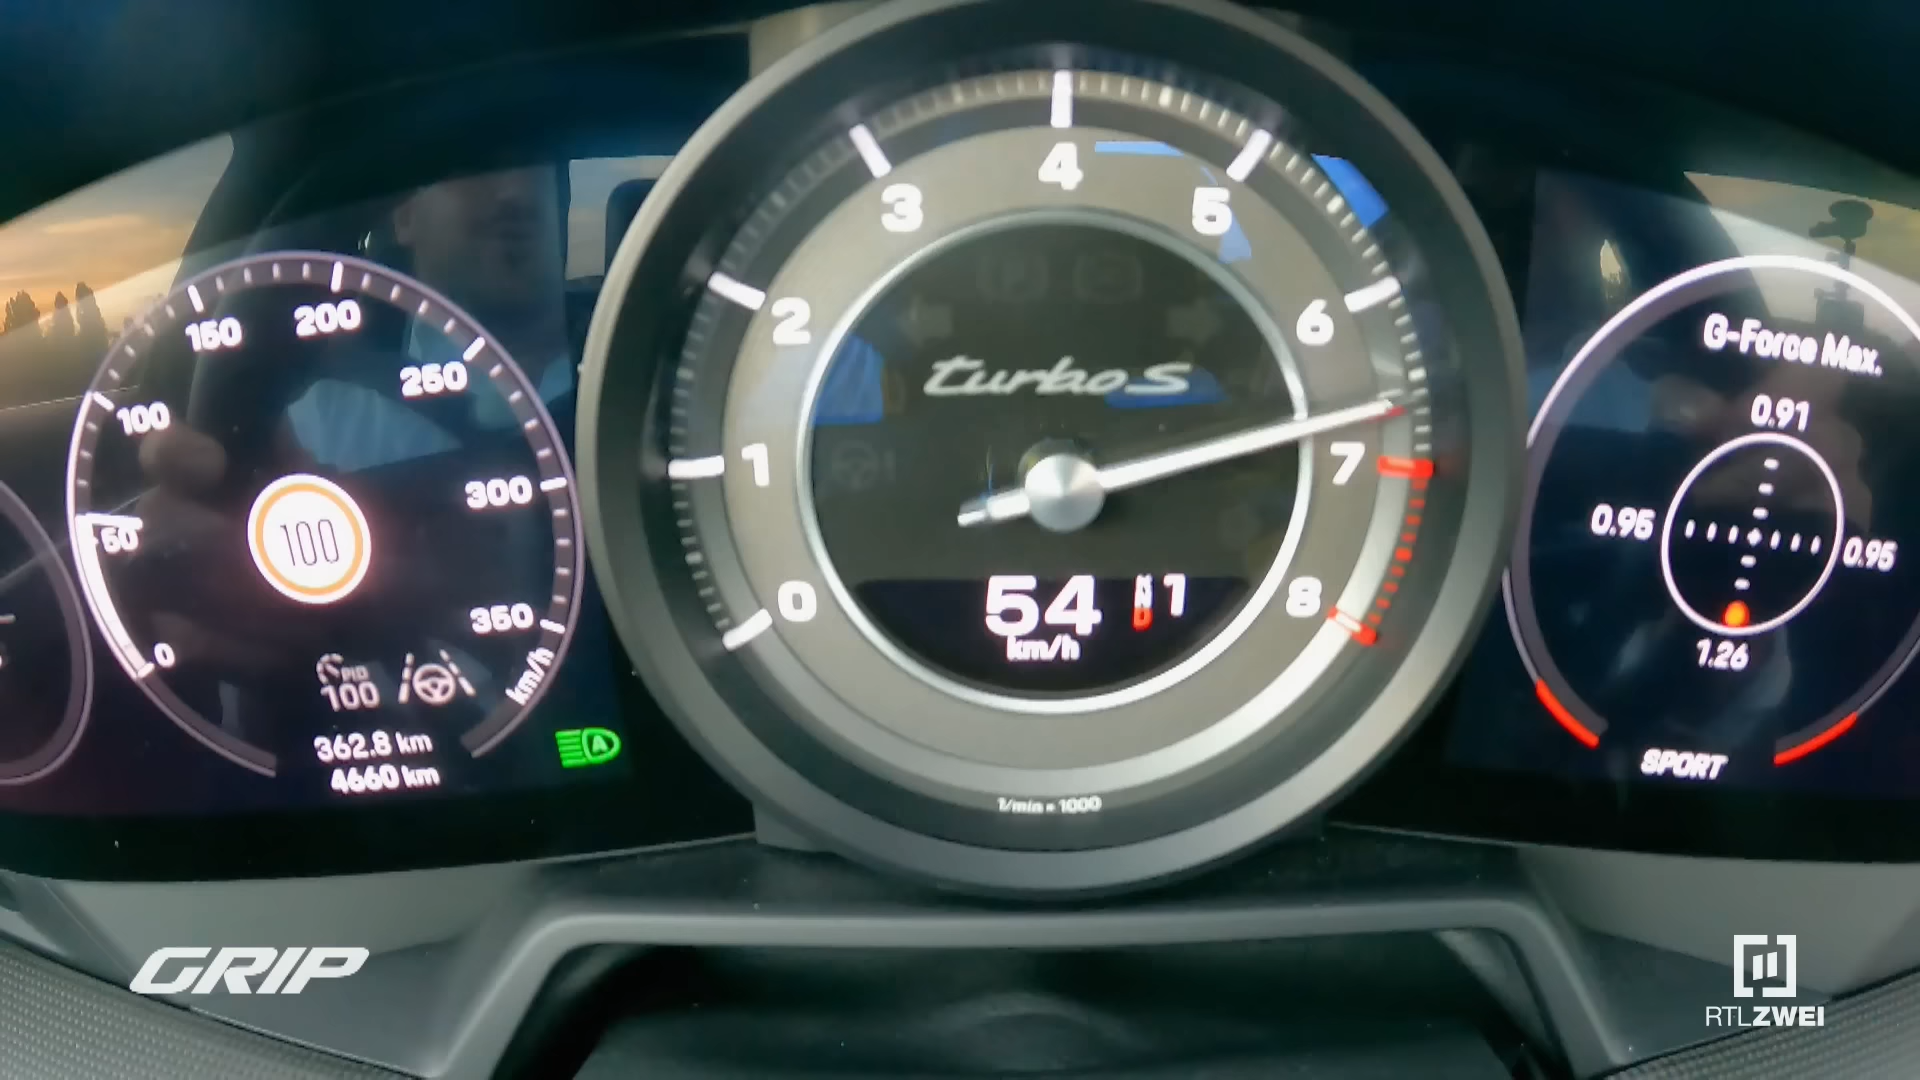 0
50
100
150
200
250
300
350
km/h
100
PID
100
362.8 km
4660 km
0
1
2
3
4
5
6
7
8
turbo S
54
km/h
N
D
1
1/min • 1000
G-Force Max.
0.91
0.95
0.95
1.26
SPORT
GRIP
RTLZWEI